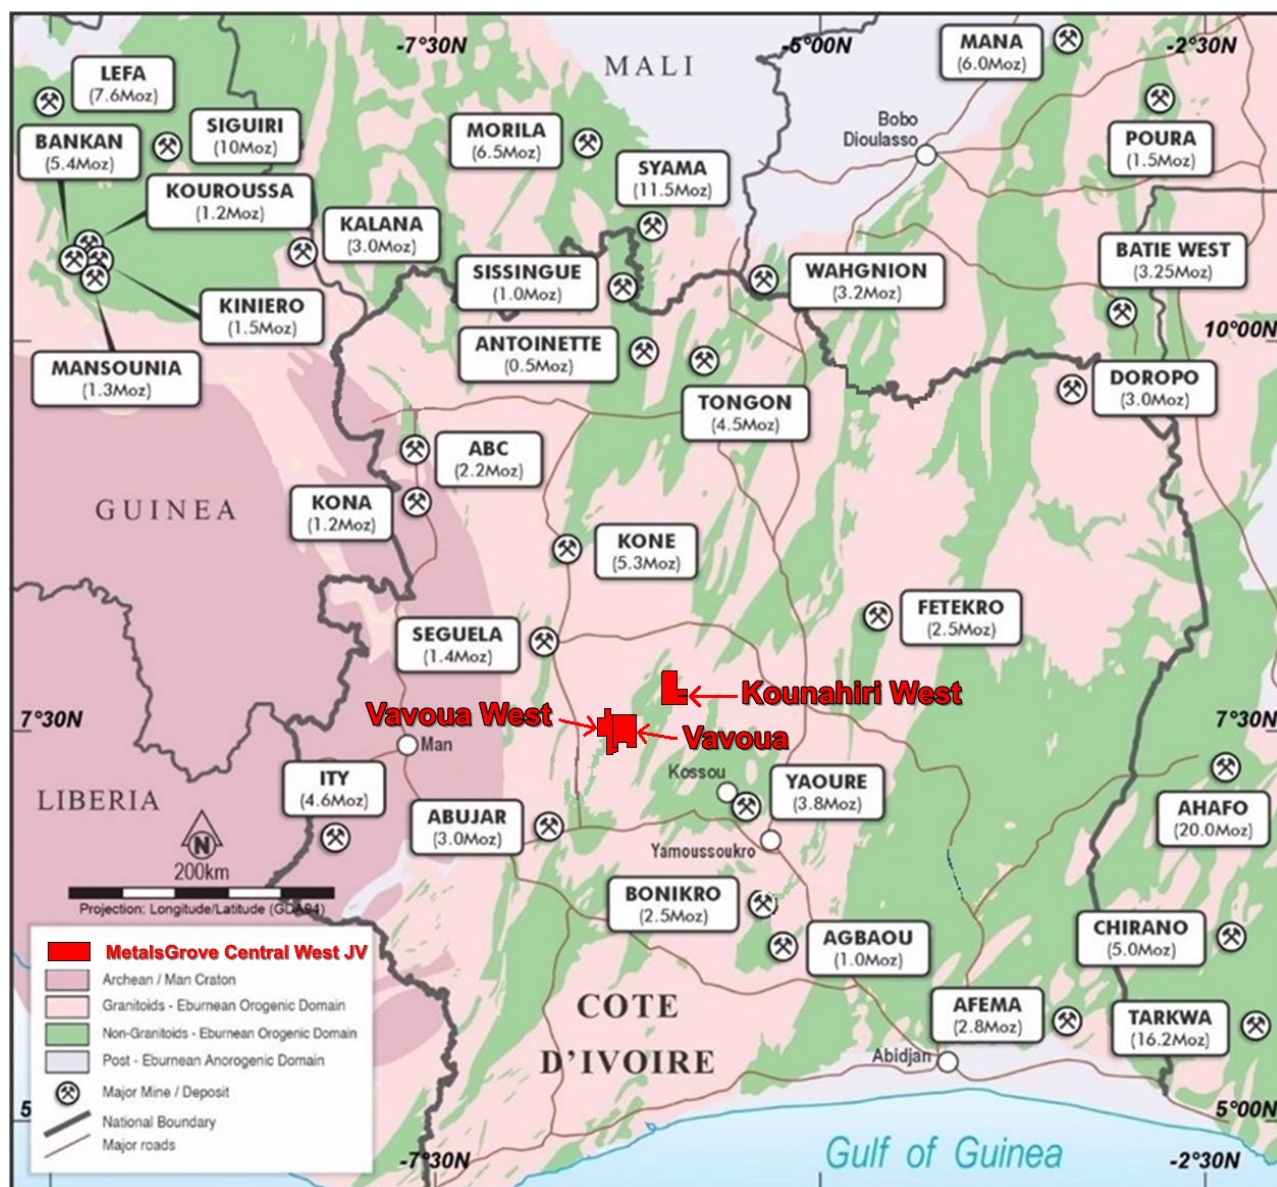 -7°30N
-5°00N
-2°30N
MALI
MANA
(6.0Moz)
LEFA
(7.6Moz)
POURA
(1.5Moz)
BANKAN
(5.4Moz)
SIGUIRI
(10Moz)
MORILA
(6.5Moz)
Bobo
Dioulasso
SYAMA
(11.5Moz)
KOUROUSSA
(1.2Moz)
KALANA
(3.0Moz)
SISSINGUE
(1.0Moz)
WAHGNION
(3.2Moz)
BATIE WEST
(3.25Moz)
KINIERO
(1.5Moz)
10°00N
ANTOINETTE
(0.5Moz)
MANSOUNIA
(1.3Moz)
TONGON
(4.5Moz)
DOROPO
(3.0Moz)
ABC
(2.2Moz)
GUINEA
KONA
(1.2Moz)
KONE
(5.3Moz)
FETEKRO
(2.5Moz)
SEGUELA
(1.4Moz)
Kounahiri West
Vavoua West
Vavoua
7°30N
7°30N
Man
Kossou
ITY
(4.6Moz)
YAOURE
(3.8Moz)
LIBERIA
ABUJAR
(3.0Moz)
AHAFO
(20.0Moz)
Yamoussoukro
N
200km
Projection: Longitude/Latitude (GDA94)
BONIKRO
(2.5Moz)
AGBAOU
(1.0Moz)
CHIRANO
(5.0Moz)
MetalsGrove Central West JV
Archean / Man Craton
Granitoids - Eburnean Orogenic Domain
Non-Granitoids - Eburnean Orogenic Domain
Post - Eburnean Anorogenic Domain
Major Mine / Deposit
National Boundary
Major roads
COTE
D'IVOIRE
AFEMA
(2.8Moz)
TARKWA
(16.2Moz)
Abidjan
5
5°00N
Gulf of Guinea
-7°30N
-2°30N